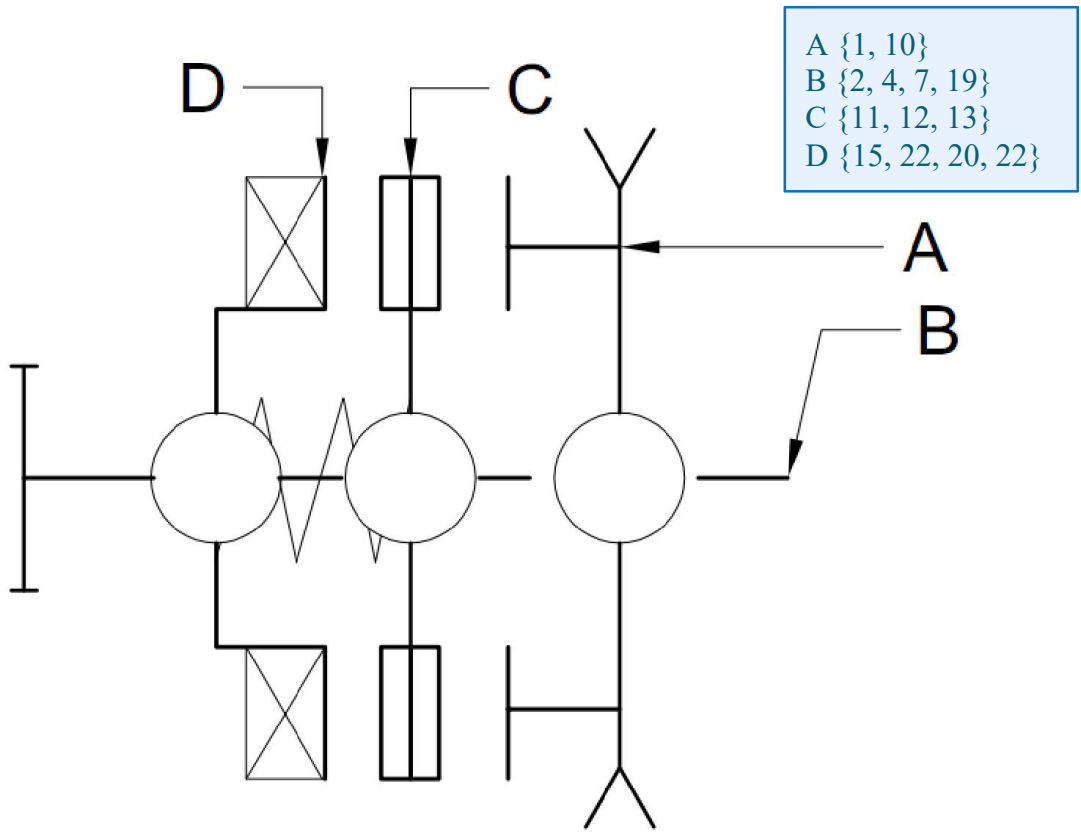 A {1, 10}
B {2, 4, 7, 19}
C {11, 12, 13}
D {15, 22, 20, 22}
D
C
A
B